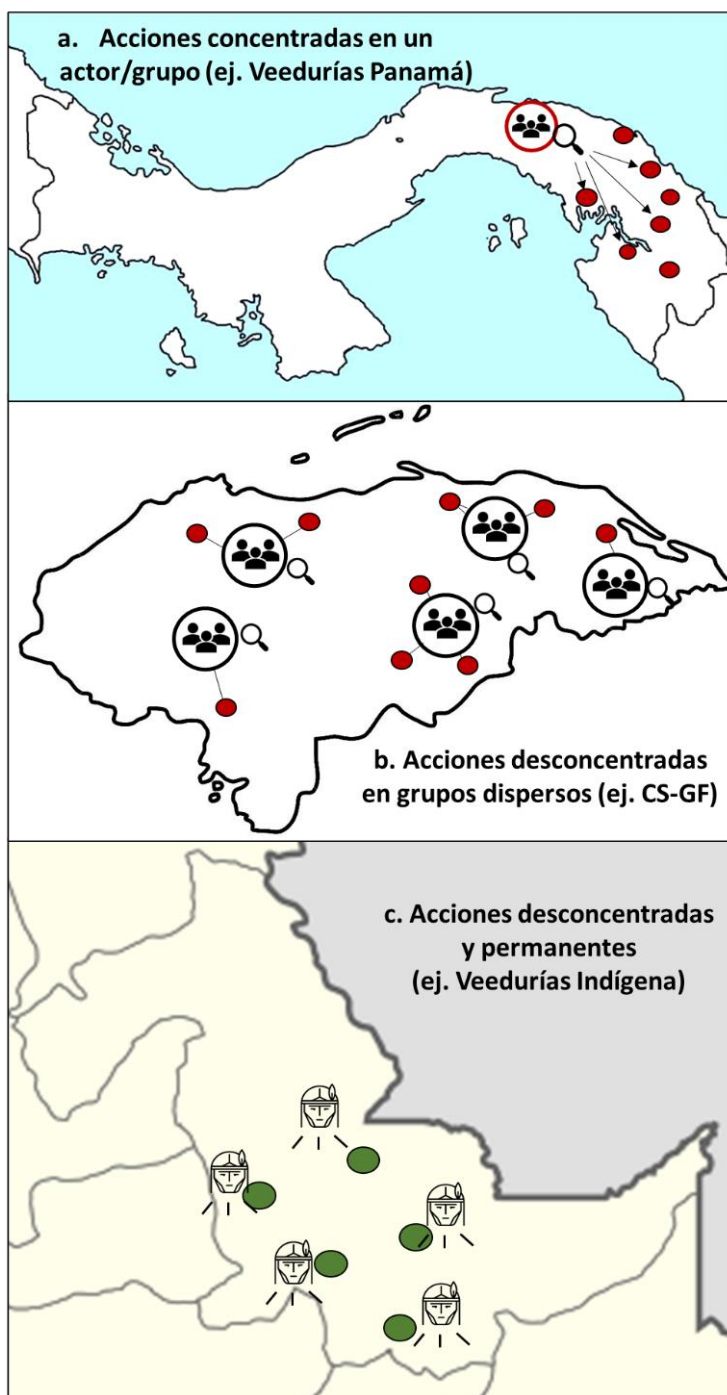 a. Acciones concentradas en un
actor/grupo (ej. Veedurías Panamá)
b. Acciones desconcentradas
en grupos dispersos (ej. CS-GF)
c. Acciones desconcentradas
y permanentes
(ej. Veedurías Indígena)